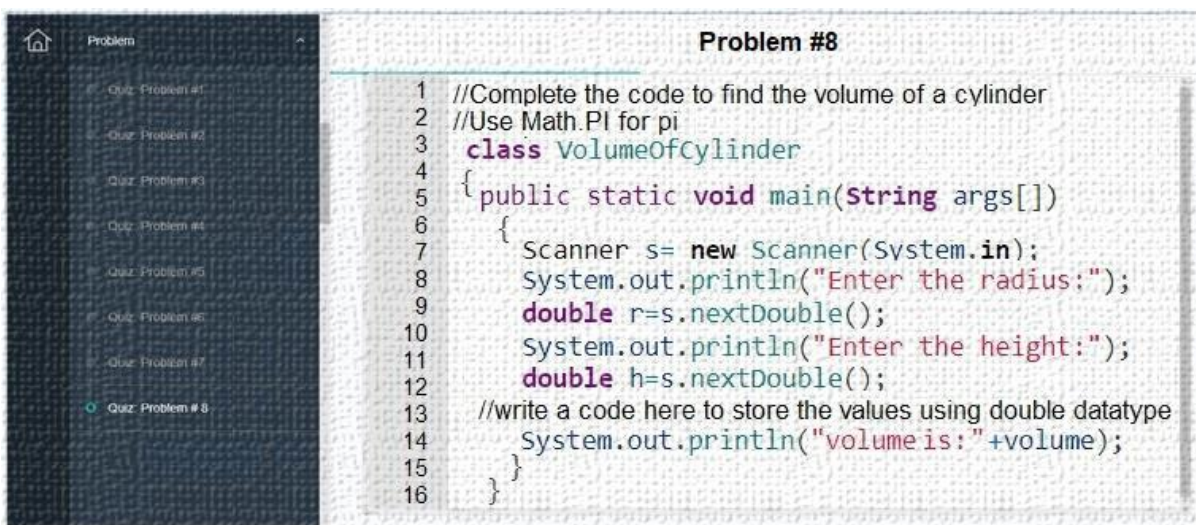 Problem
Quiz: Problem #1
Quiz: Problem #2
Quiz: Problem #3
Quiz: Problem #4
Quiz: Problem #5
Quiz: Problem #6
Quiz: Problem #7
Quiz: Problem # 8
Problem #8
1 //Complete the code to find the volume of a cylinder
2 //Use Math.PI for pi
3 class VolumeOfCylinder
4 {
5 public static void main(String args[])
6 {
7 Scanner s= new Scanner(System.in);
8 System.out.println("Enter the radius:");
9 double r=s.nextDouble();
10 System.out.println("Enter the height:");
11
12 double h=s.nextDouble();
13 //write a code here to store the values using double datatype
14 System.out.println("volume is:"+volume);
15 }
16 }